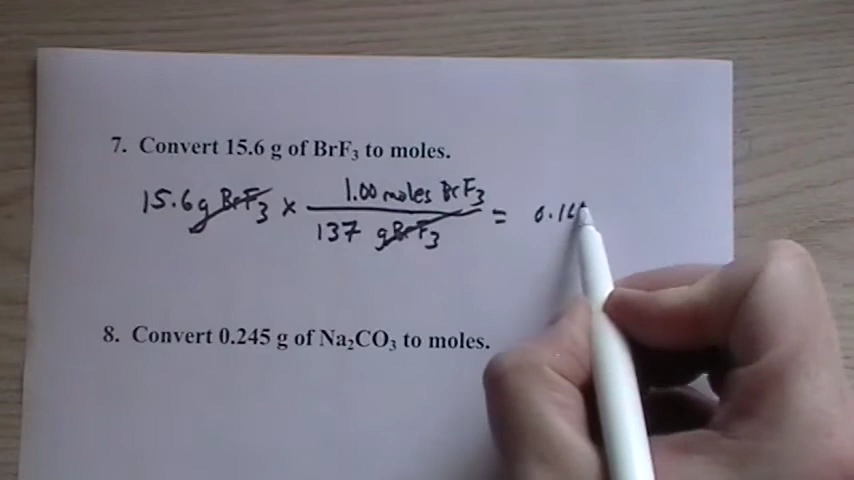 7. Convert 15.6 g of BrF₃ to moles.
15.6 g BrF₃ × 1.00 moles BrF₃ / 137 g BrF₃ =
8. Convert 0.245 g of Na₂CO₃ to moles.